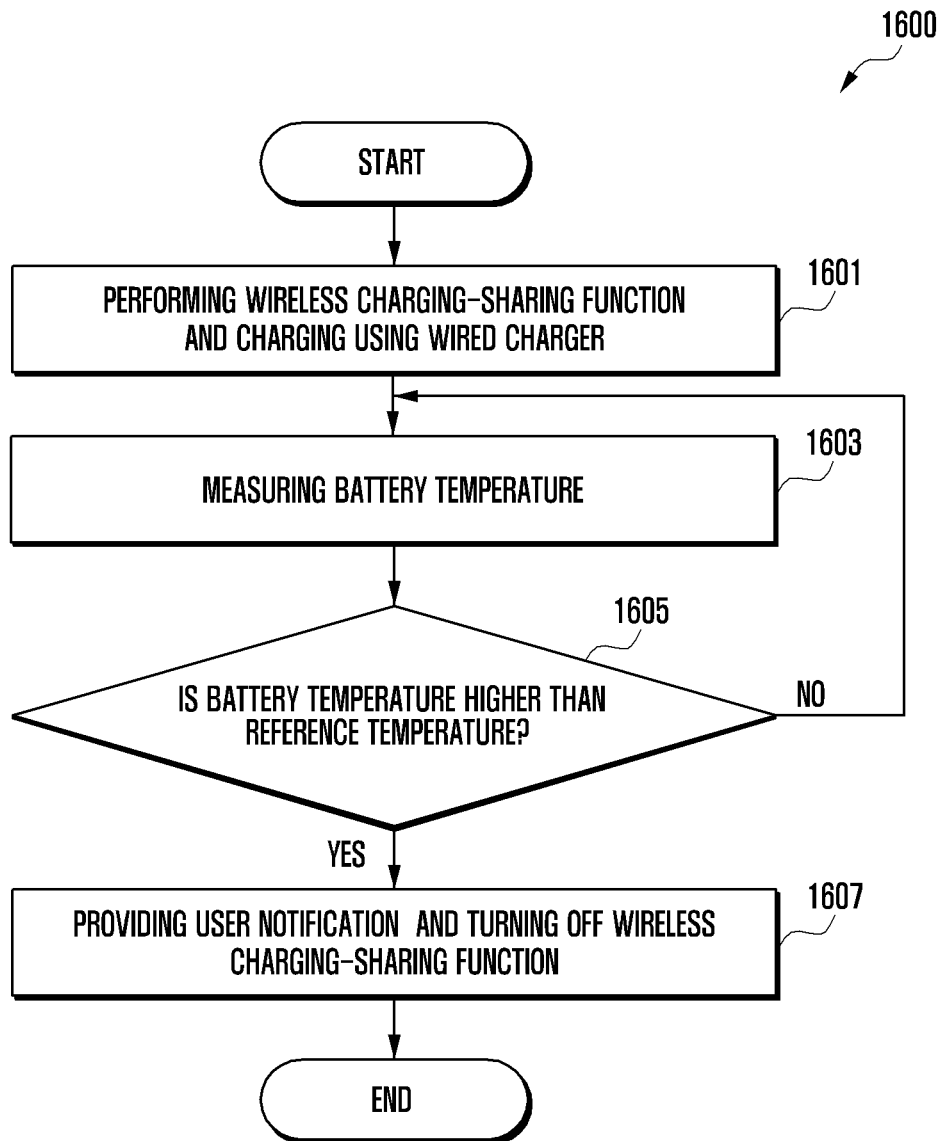 1600
START
1601
PERFORMING WIRELESS CHARGING-SHARING FUNCTION
AND CHARGING USING WIRED CHARGER
1603
MEASURING BATTERY TEMPERATURE
1605
IS BATTERY TEMPERATURE HIGHER THAN
REFERENCE TEMPERATURE?
NO
YES
1607
PROVIDING USER NOTIFICATION AND TURNING OFF WIRELESS
CHARGING-SHARING FUNCTION
END